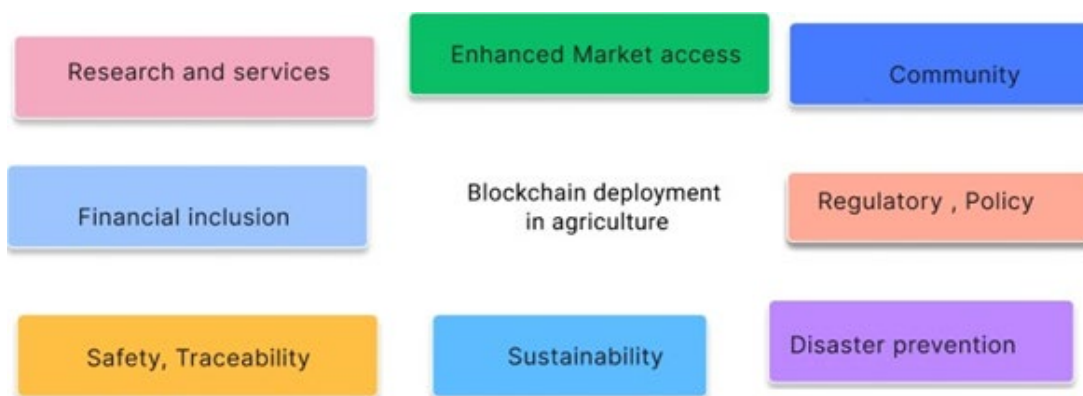 Research and services
Enhanced Market access
Community
Financial inclusion
Blockchain deployment
in agriculture
Regulatory , Policy
Safety, Traceability
Sustainability
Disaster prevention